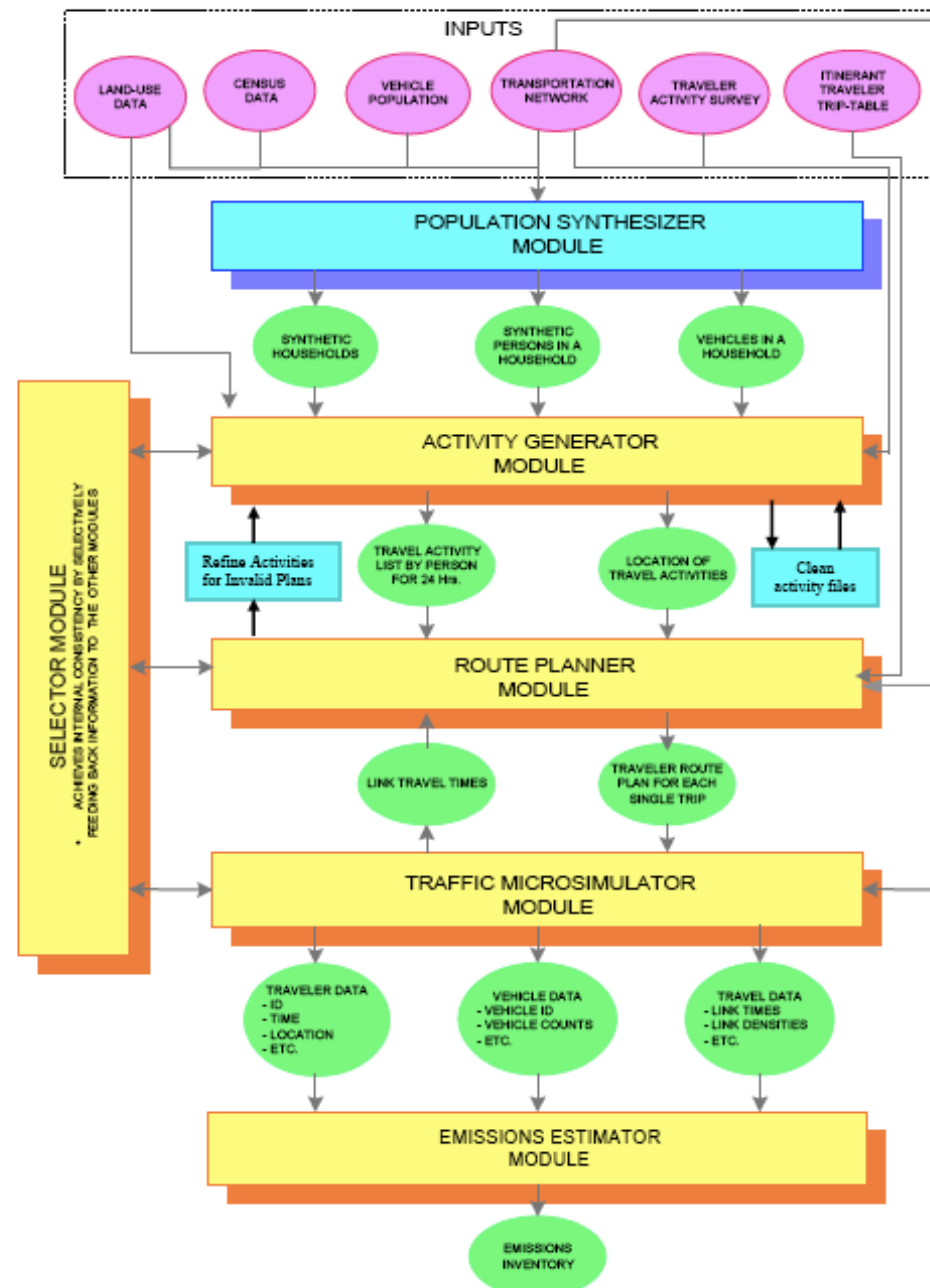 INPUTS
LAND-USE
DATA
CENSUS
DATA
VEHICLE
POPULATION
TRANSPORTATION
NETWORK
TRAVELER
ACTIVITY SURVEY
ITINERANT
TRAVELER
TRIP-TABLE
POPULATION SYNTHESIZER
MODULE
SYNTHETIC
HOUSEHOLDS
SYNTHETIC
PERSONS IN A
HOUSEHOLD
VEHICLES IN A
HOUSEHOLD
SELECTOR MODULE
• ACHIEVES INTERNAL CONSISTENCY BY SELECTIVELY
FEEDING BACK INFORMATION TO THE OTHER MODULES
ACTIVITY GENERATOR
MODULE
Refine Activities
for Invalid Plans
TRAVEL ACTIVITY
LIST BY PERSON
FOR 24 Hrs.
LOCATION OF
TRAVEL ACTIVITIES
Clean
activity files
ROUTE PLANNER
MODULE
LINK TRAVEL TIMES
TRAVELER ROUTE
PLAN FOR EACH
SINGLE TRIP
TRAFFIC MICROSIMULATOR
MODULE
TRAVELER DATA
- ID
- TIME
- LOCATION
- ETC.
VEHICLE DATA
- VEHICLE ID
- VEHICLE COUNTS
- ETC.
TRAVEL DATA
- LINK TIMES
- LINK DENSITIES
- ETC.
EMISSIONS ESTIMATOR
MODULE
EMISSIONS
INVENTORY